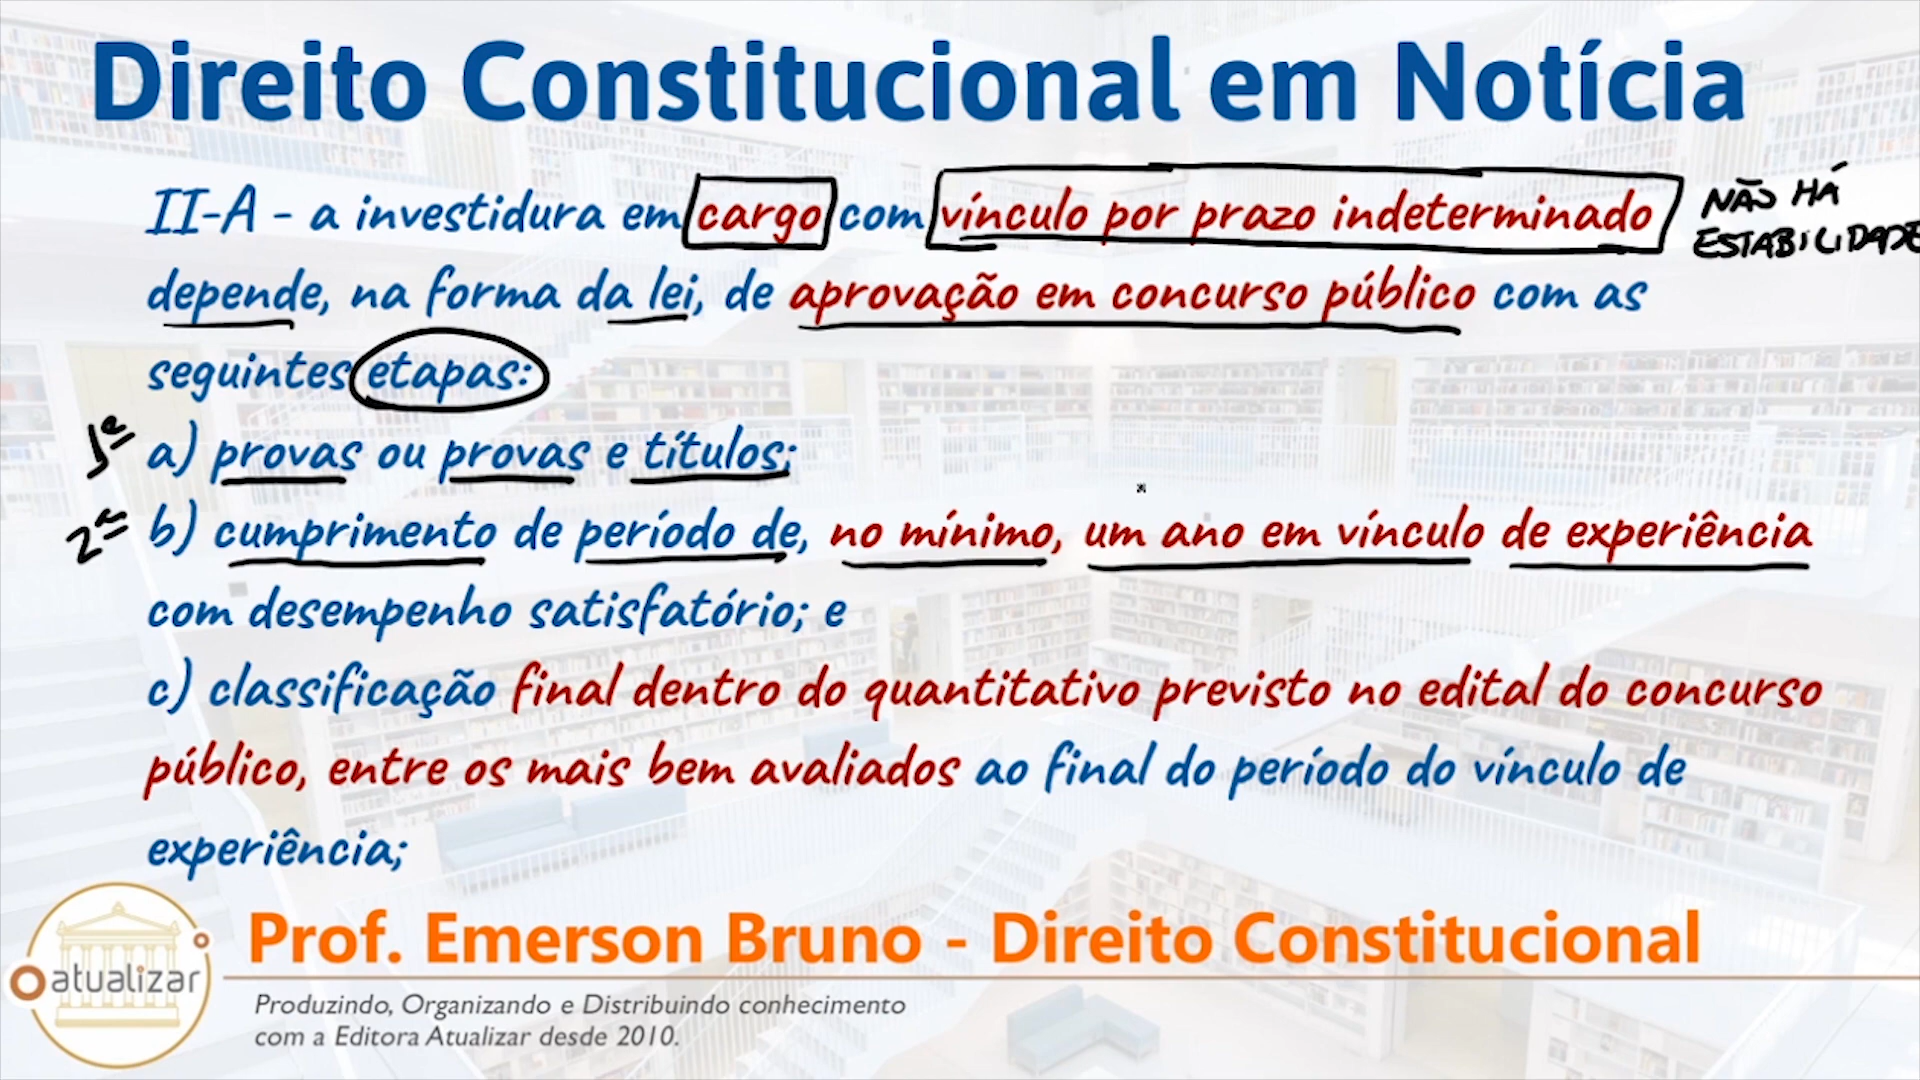 Direito Constitucional em Notícia
II-A - a investidura em cargo com vínculo por prazo indeterminado
NÃO HÁ
ESTABILIDADE
depende, na forma da lei, de aprovação em concurso público com as
seguintes etapas:
1ª a) provas ou provas e títulos;
2ª b) cumprimento de período de, no mínimo, um ano em vínculo de experiência
com desempenho satisfatório; e
c) classificação final dentro do quantitativo previsto no edital do concurso
público, entre os mais bem avaliados ao final do período do vínculo de
experiência;
Prof. Emerson Bruno - Direito Constitucional
atualizar
Produzindo, Organizando e Distribuindo conhecimento
com a Editora Atualizar desde 2010.